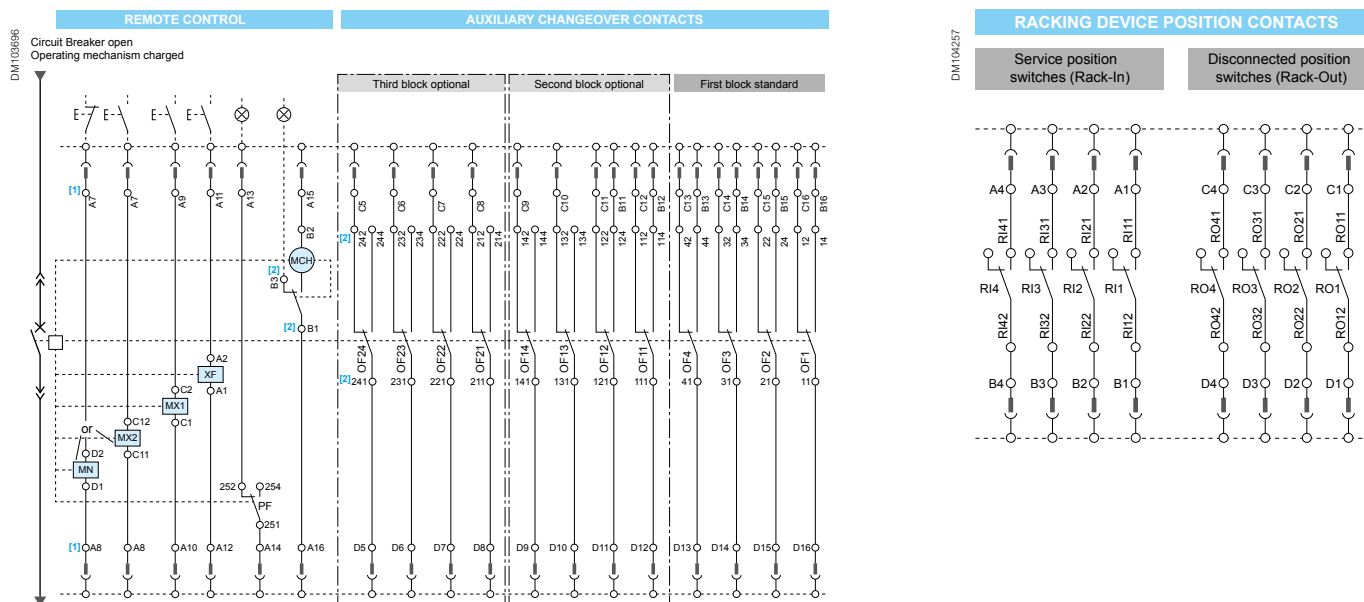 REMOTE CONTROL
AUXILIARY CHANGEOVER CONTACTS
DM103696
Circuit Breaker open
Operating mechanism charged
Third block optional
Second block optional
First block standard
E E E E
[1] A7 A7 A9 A11 A13 A15 C5 C6 C7 C8 C9 C10 C11 B11 C12 B12 C13 B13 C14 B14 C15 B15 C16 B16
B2 [2] 242 244 232 234 222 224 212 214 142 144 132 134 122 124 112 114 42 44 32 34 22 24 12 14
MCH
[2]
B3
[2] B1
OF24 OF23 OF22 OF21 OF14 OF13 OF12 OF11 OF4 OF3 OF2 OF1
[2] 241 231 221 211 141 131 121 111 41 31 21 11
A2
XF
A1
C2
MX1
C1
C12
or
MX2
C11
D2
MN
D1
252 254
PF
251
[1] A8 A8 A10 A12 A14 A16 D5 D6 D7 D8 D9 D10 D11 D12 D13 D14 D15 D16
RACKING DEVICE POSITION CONTACTS
DM104257
Service position
switches (Rack-In)
Disconnected position
switches (Rack-Out)
A4 A3 A2 A1 C4 C3 C2 C1
RI41 RI31 RI21 RI11 RO41 RO31 RO21 RO11
RI4 RI3 RI2 RI1 RO4 RO3 RO2 RO1
RI42 RI32 RI22 RI12 RO42 RO32 RO22 RO12
B4 B3 B2 B1 D4 D3 D2 D1